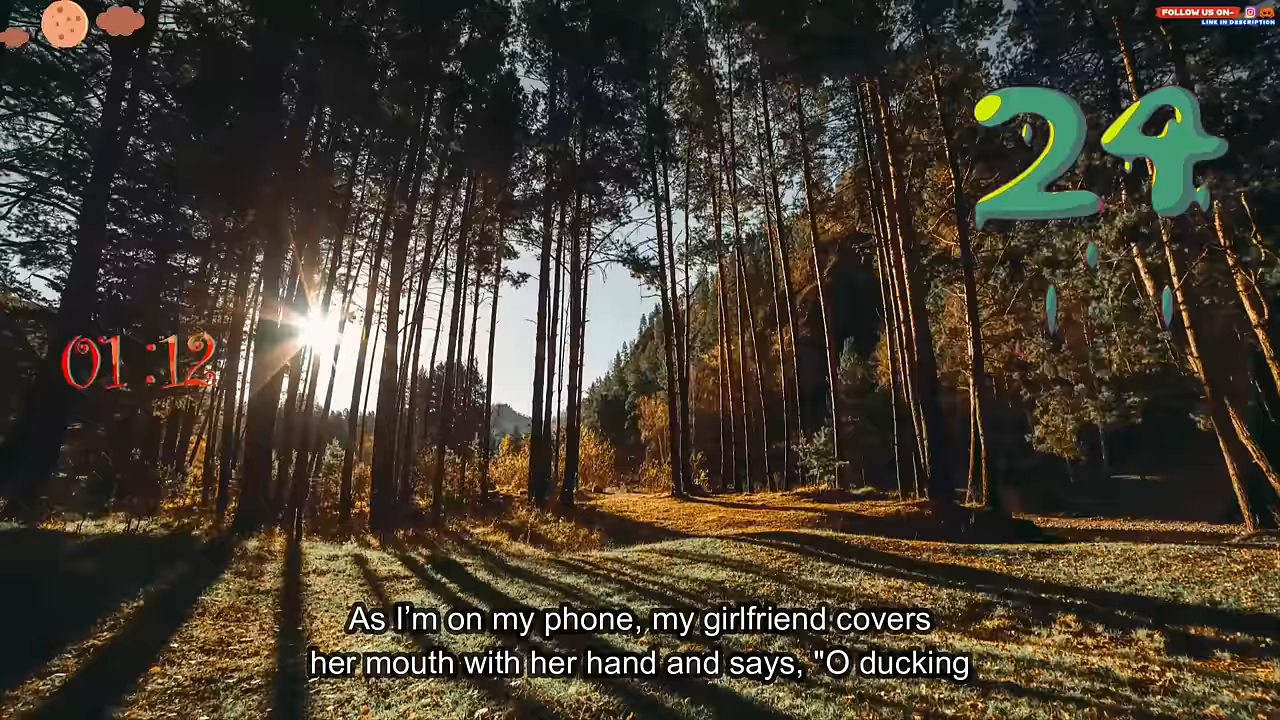 FOLLOW US ON-
LINK IN DESCRIPTION
24
01:12
As I’m on my phone, my girlfriend covers
her mouth with her hand and says, "O ducking